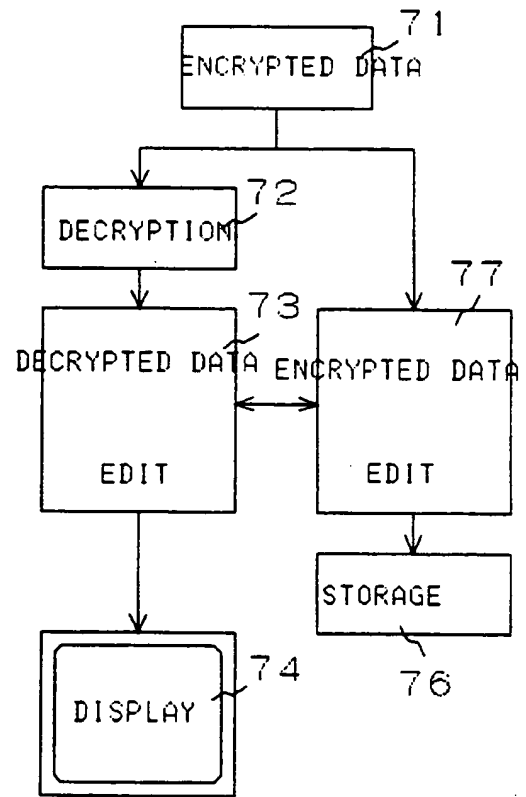 71
ENCRYPTED DATA
72
DECRYPTION
73
DECRYPTED DATA
EDIT
77
ENCRYPTED DATA
EDIT
STORAGE
76
74
DISPLAY